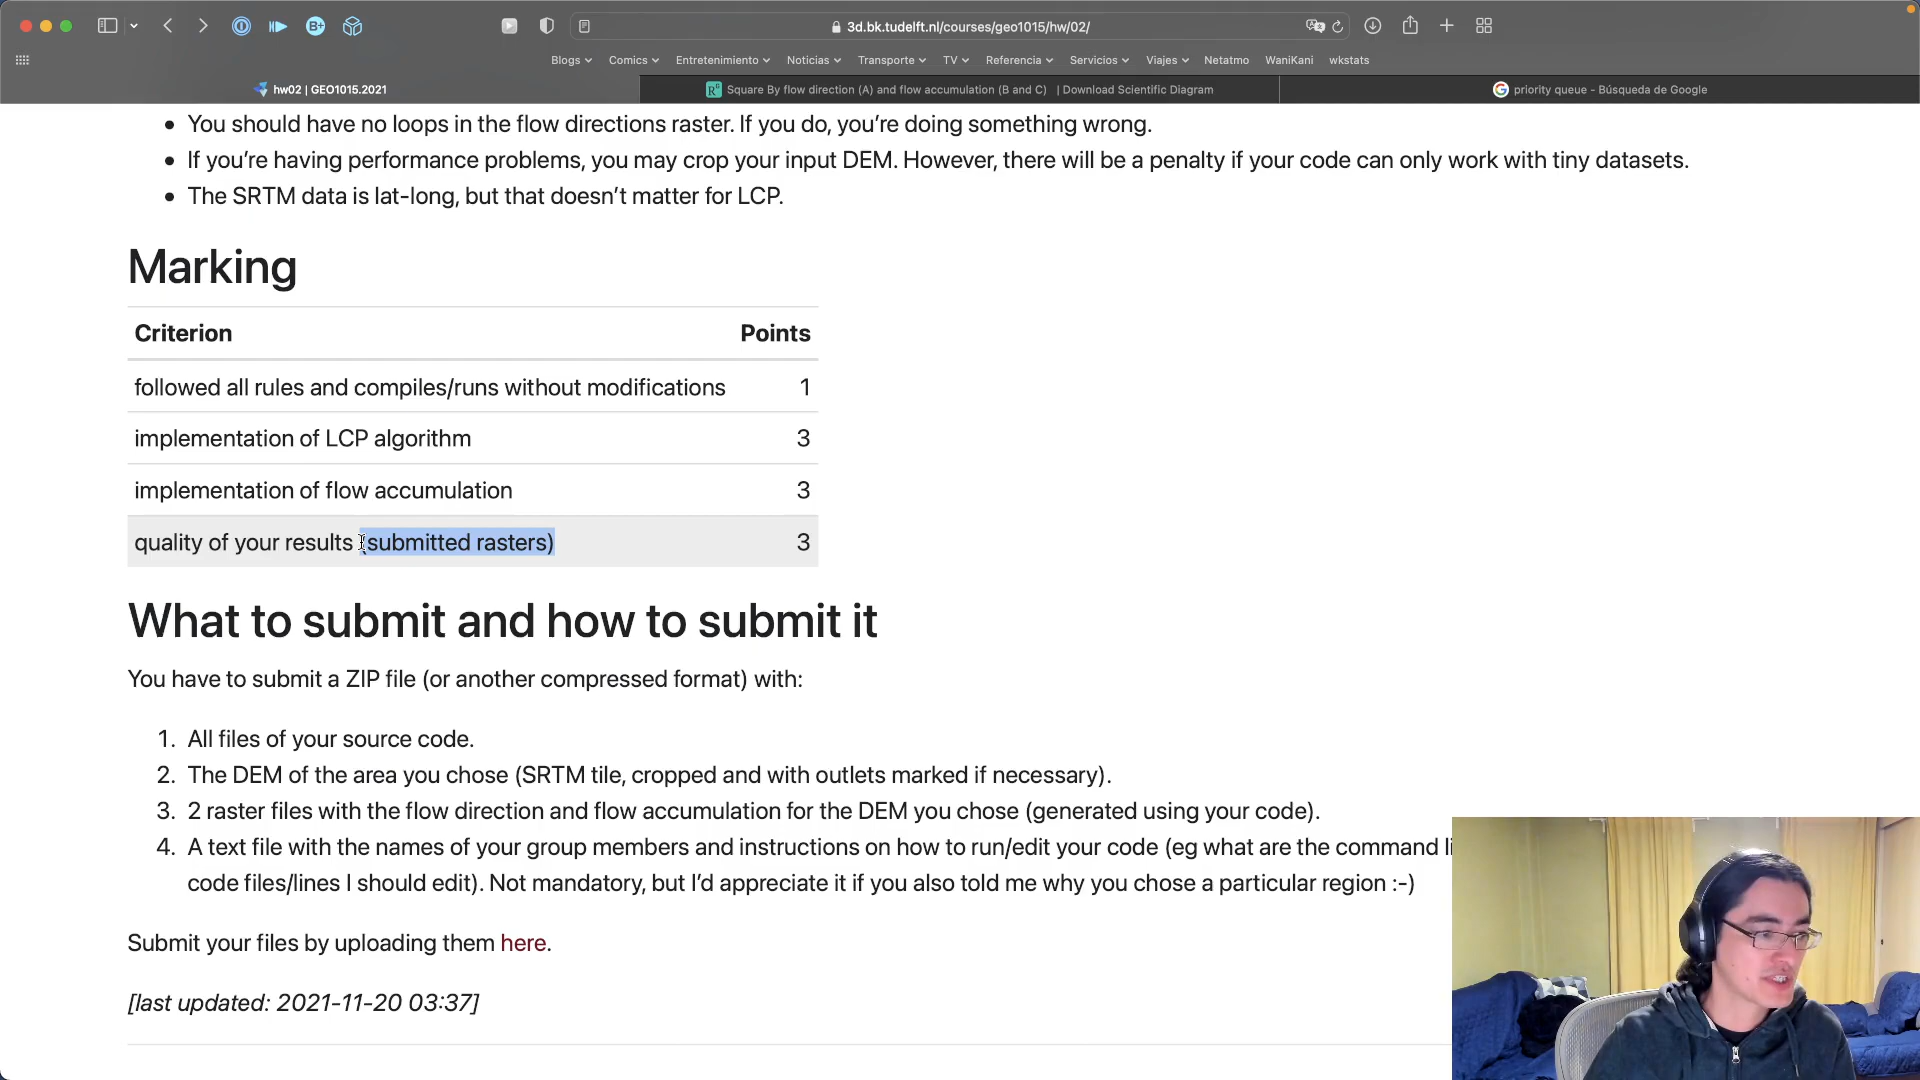 3d.bk.tudelft.nl/courses/geo1015/hw/02/
Blogs Comics Entretenimiento Noticias Transporte TV Referencia Servicios Viajes Netatmo WaniKani wkstats
hw02 | GEO1015.2021
Square By flow direction (A) and flow accumulation (B and C) | Download Scientific Diagram
priority queue - Búsqueda de Google
• You should have no loops in the flow directions raster. If you do, you’re doing something wrong.
• If you’re having performance problems, you may crop your input DEM. However, there will be a penalty if your code can only work with tiny datasets.
• The SRTM data is lat-long, but that doesn’t matter for LCP.
Marking
Criterion Points
followed all rules and compiles/runs without modifications 1
implementation of LCP algorithm 3
implementation of flow accumulation 3
quality of your results (submitted rasters) 3
What to submit and how to submit it
You have to submit a ZIP file (or another compressed format) with:
1. All files of your source code.
2. The DEM of the area you chose (SRTM tile, cropped and with outlets marked if necessary).
3. 2 raster files with the flow direction and flow accumulation for the DEM you chose (generated using your code).
4. A text file with the names of your group members and instructions on how to run/edit your code (eg what are the command li
code files/lines I should edit). Not mandatory, but I’d appreciate it if you also told me why you chose a particular region :-)
Submit your files by uploading them here.
[last updated: 2021-11-20 03:37]